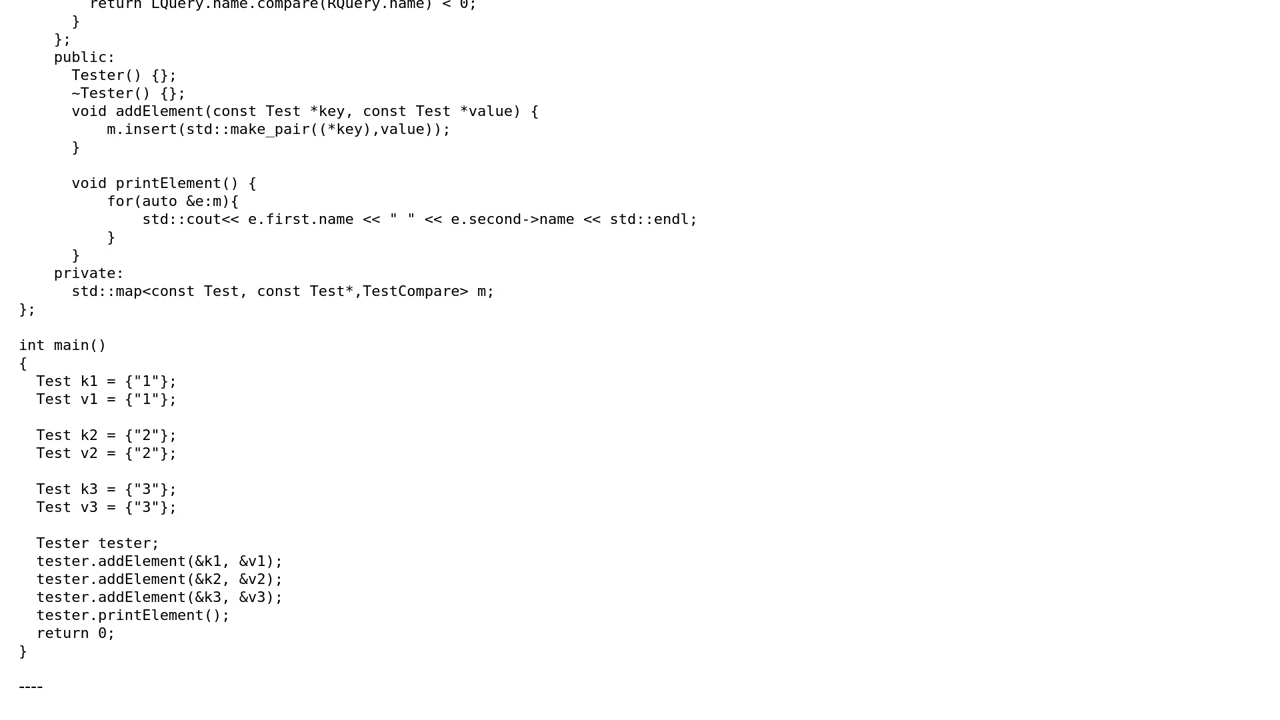 return LQuery.name.compare(RQuery.name) < 0;
      }
    };
    public:
      Tester() {};
      ~Tester() {};
      void addElement(const Test *key, const Test *value) {
          m.insert(std::make_pair((*key),value));
      }

      void printElement() {
          for(auto &e:m){
              std::cout<< e.first.name << " " << e.second->name << std::endl;
          }
      }
    private:
      std::map<const Test, const Test*,TestCompare> m;
};

int main()
{
  Test k1 = {"1"};
  Test v1 = {"1"};

  Test k2 = {"2"};
  Test v2 = {"2"};

  Test k3 = {"3"};
  Test v3 = {"3"};

  Tester tester;
  tester.addElement(&k1, &v1);
  tester.addElement(&k2, &v2);
  tester.addElement(&k3, &v3);
  tester.printElement();
  return 0;
}

----